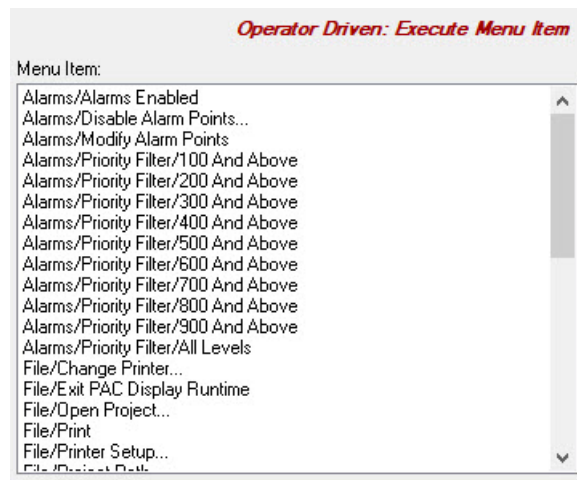 Operator Driven: Execute Menu Item
Menu Item:
Alarms/Alarms Enabled
Alarms/Disable Alarm Points...
Alarms/Modify Alarm Points
Alarms/Priority Filter/100 And Above
Alarms/Priority Filter/200 And Above
Alarms/Priority Filter/300 And Above
Alarms/Priority Filter/400 And Above
Alarms/Priority Filter/500 And Above
Alarms/Priority Filter/600 And Above
Alarms/Priority Filter/700 And Above
Alarms/Priority Filter/800 And Above
Alarms/Priority Filter/900 And Above
Alarms/Priority Filter/All Levels
File/Change Printer...
File/Exit PAC Display Runtime
File/Open Project...
File/Print
File/Printer Setup...
File/Project Path